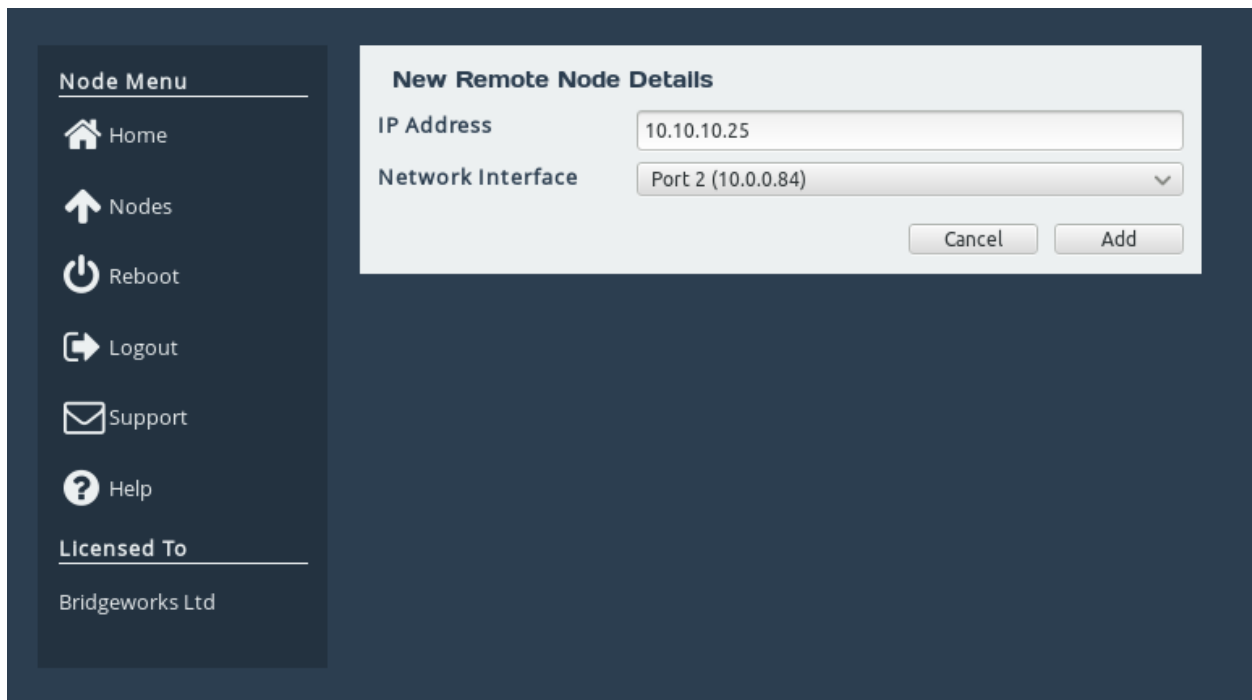 Node Menu
Home
Nodes
Reboot
Logout
Support
Help
Licensed To
Bridgeworks Ltd
New Remote Node Details
IP Address
10.10.10.25
Network Interface
Port 2 (10.0.0.84)
Cancel
Add